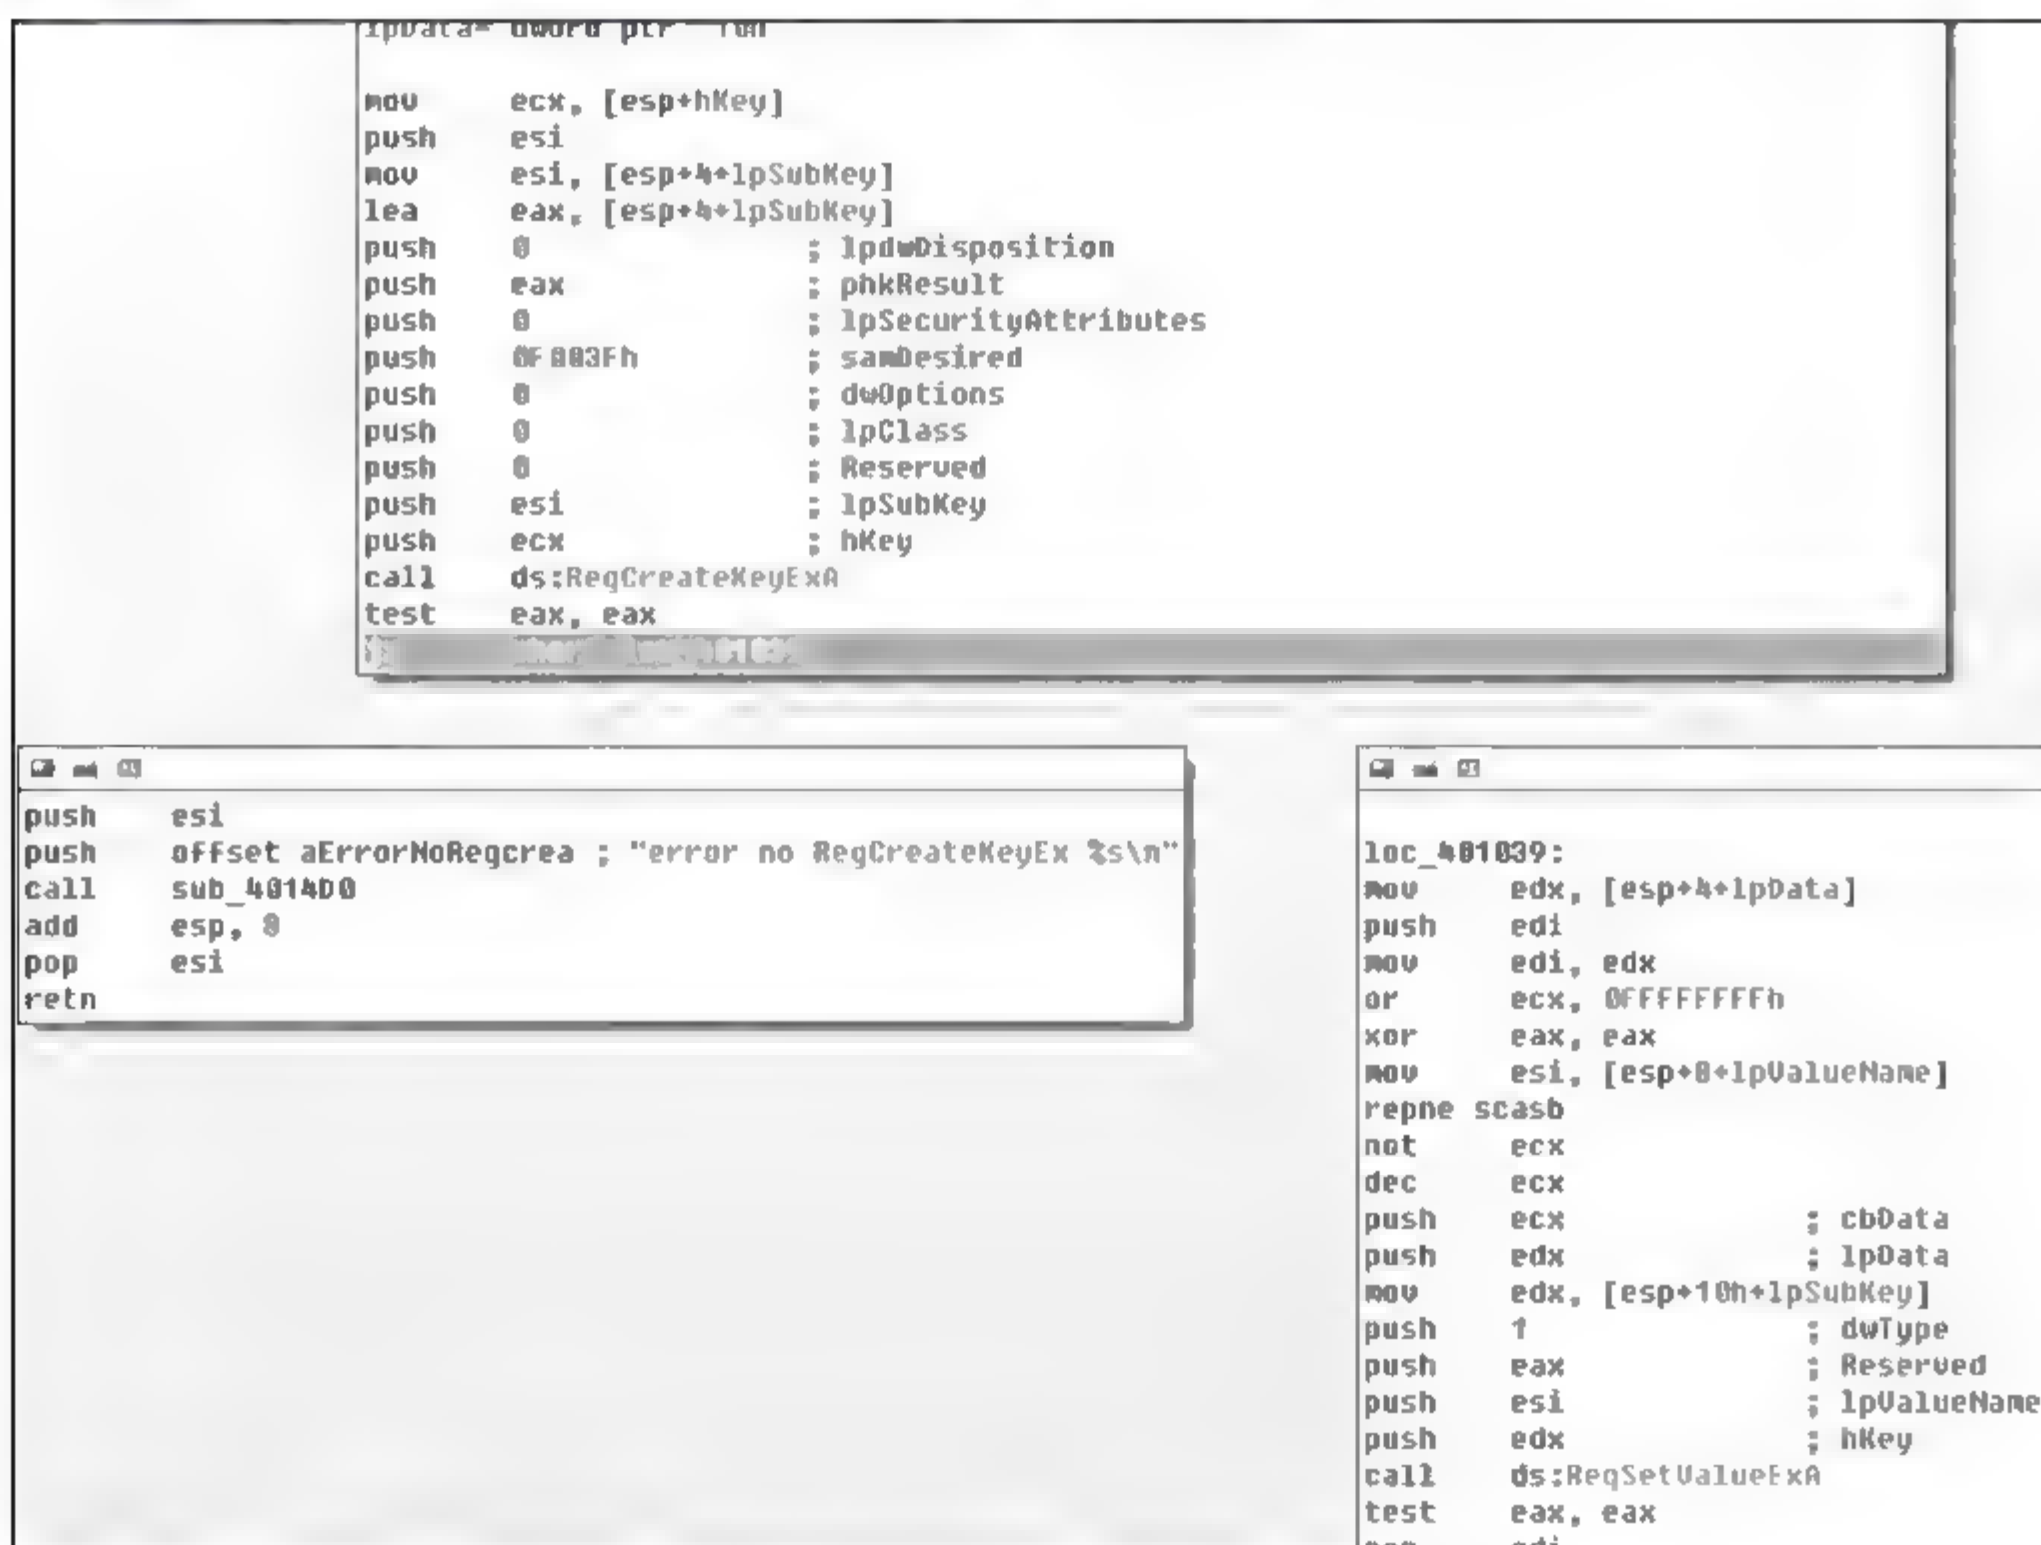 lpData= dword ptr
mov ecx, [esp+hKey]
push esi
mov esi, [esp+4+lpSubKey]
lea eax, [esp+4+lpSubKey]
push 0 ; lpdwDisposition
push eax ; phkResult
push 0 ; lpSecurityAttributes
push 0F003Fh ; samDesired
push 0 ; dwOptions
push 0 ; lpClass
push 0 ; Reserved
push esi ; lpSubKey
push ecx ; hKey
call ds:RegCreateKeyExA
test eax, eax
push esi
push offset aErrorNoRegcrea ; "error no RegCreateKeyEx %s\n"
call sub_4014D0
add esp, 8
pop esi
retn
loc_401039:
mov edx, [esp+4+lpData]
push edi
mov edi, edx
or ecx, 0FFFFFFFFh
xor eax, eax
mov esi, [esp+8+lpValueName]
repne scasb
not ecx
dec ecx
push ecx ; cbData
push edx ; lpData
mov edx, [esp+10h+lpSubKey]
push 1 ; dwType
push eax ; Reserved
push esi ; lpValueName
push edx ; hKey
call ds:RegSetValueExA
test eax, eax